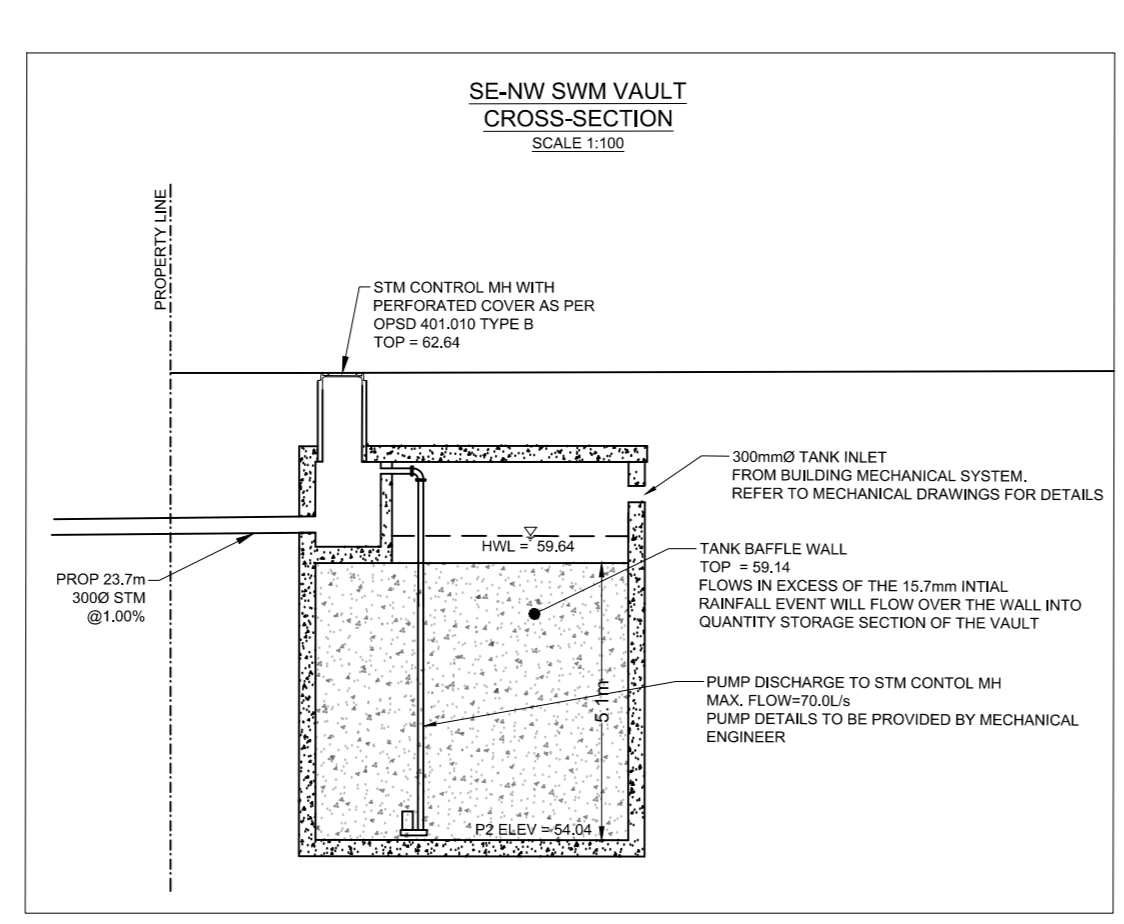 SE-NW SWM VAULT
CROSS-SECTION
SCALE 1:100
PROPERTY LINE
STM CONTROL MH WITH
PERFORATED COVER AS PER
OPSD 401.010 TYPE B
TOP = 62.64
300mmØ TANK INLET
FROM BUILDING MECHANICAL SYSTEM.
REFER TO MECHANICAL DRAWINGS FOR DETAILS
HWL = 59.64
TANK BAFFLE WALL
TOP = 59.14
FLOWS IN EXCESS OF THE 15.7mm INTIAL
RAINFALL EVENT WILL FLOW OVER THE WALL INTO
QUANTITY STORAGE SECTION OF THE VAULT
PROP 23.7m
300Ø STM
@1.00%
PUMP DISCHARGE TO STM CONTOL MH
MAX. FLOW=70.0L/s
PUMP DETAILS TO BE PROVIDED BY MECHANICAL
ENGINEER
5.1m
P2 ELEV = 54.04